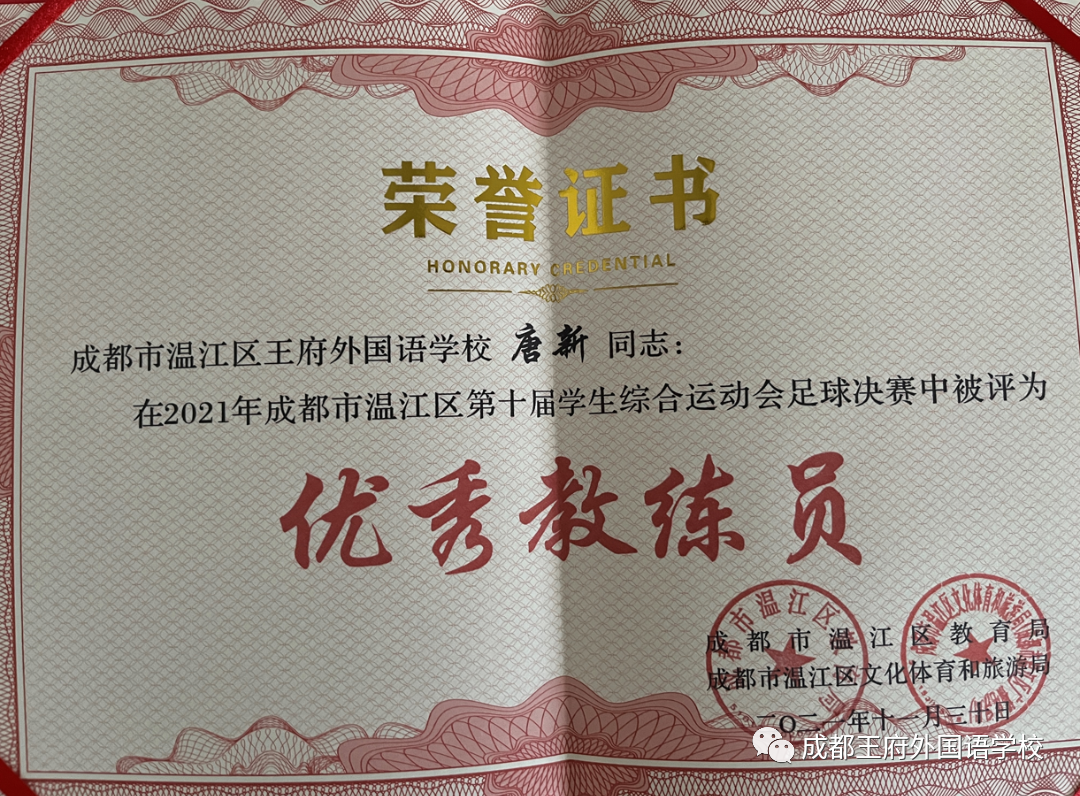 荣誉证书
HONORARY CREDENTIAL
成都市温江区王府外国语学校 唐新 同志：
在2021年成都市温江区第十届学生综合运动会足球决赛中被评为
优秀教练员
成都市温江区教育局
成都市温江区文化体育和旅游局
二〇二一年十一月三十日
成都王府外国语学校